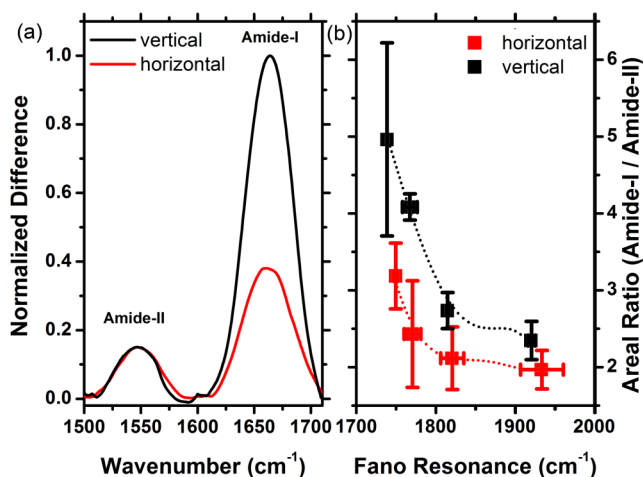 (a)
vertical
horizontal
Amide-I
Amide-II
Normalized Difference
1.0
0.8
0.6
0.4
0.2
0.0
1500
1550
1600
1650
1700
Wavenumber (cm⁻¹)
(b)
horizontal
vertical
Areal Ratio (Amide-I / Amide-II)
6
5
4
3
2
1700
1800
1900
2000
Fano Resonance (cm⁻¹)